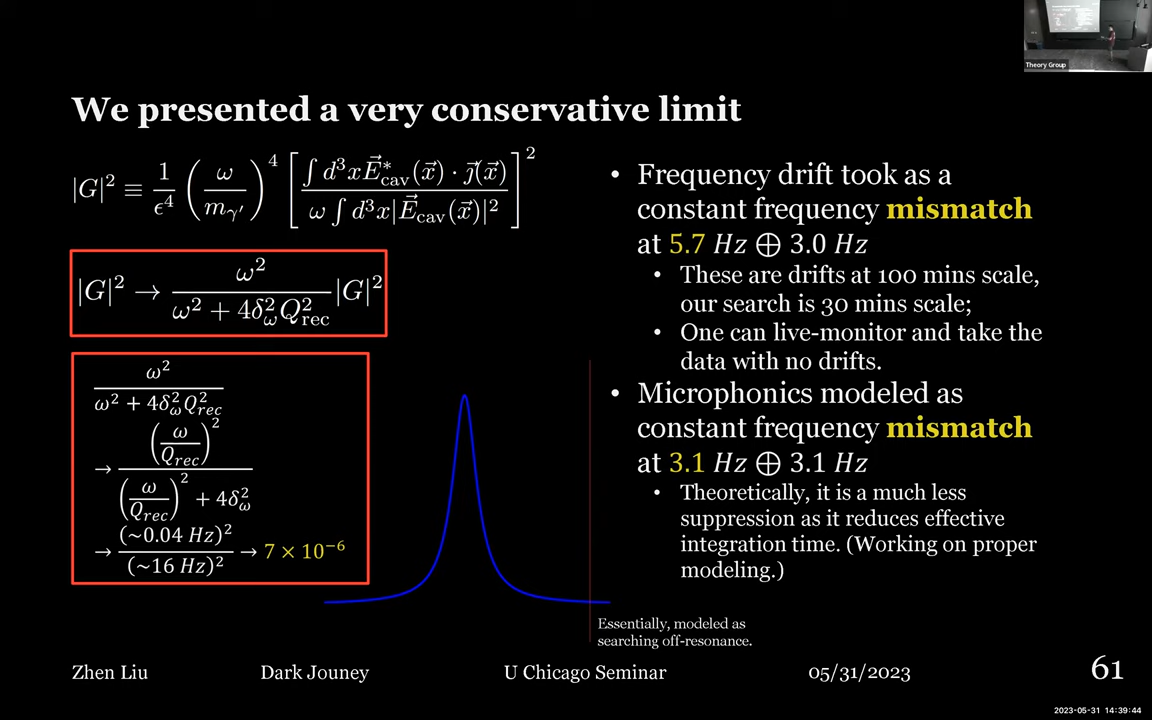 Theory Group
We presented a very conservative limit
|G|² ≡ 1/ϵ⁴ (ω/m_γ′)⁴ [∫ d³x E⃗*_cav(x⃗) · j⃗(x⃗) / ω ∫ d³x|E⃗_cav(x⃗)|²]²
|G|² → ω²/(ω² + 4δ_ω² Q_rec²) |G|²
ω²/(ω² + 4δ_ω² Q_rec²)
→ (ω/Q_rec)² / ((ω/Q_rec)² + 4δ_ω²)
→ (~0.04 Hz)²/(~16 Hz)² → 7 × 10⁻⁶
• Frequency drift took as a
constant frequency mismatch
at 5.7 Hz ⊕ 3.0 Hz
• These are drifts at 100 mins scale,
our search is 30 mins scale;
• One can live-monitor and take the
data with no drifts.
• Microphonics modeled as
constant frequency mismatch
at 3.1 Hz ⊕ 3.1 Hz
• Theoretically, it is a much less
suppression as it reduces effective
integration time. (Working on proper
modeling.)
Essentially, modeled as
searching off-resonance.
Zhen Liu Dark Jouney U Chicago Seminar 05/31/2023 61
2023-05-31 14:39:44